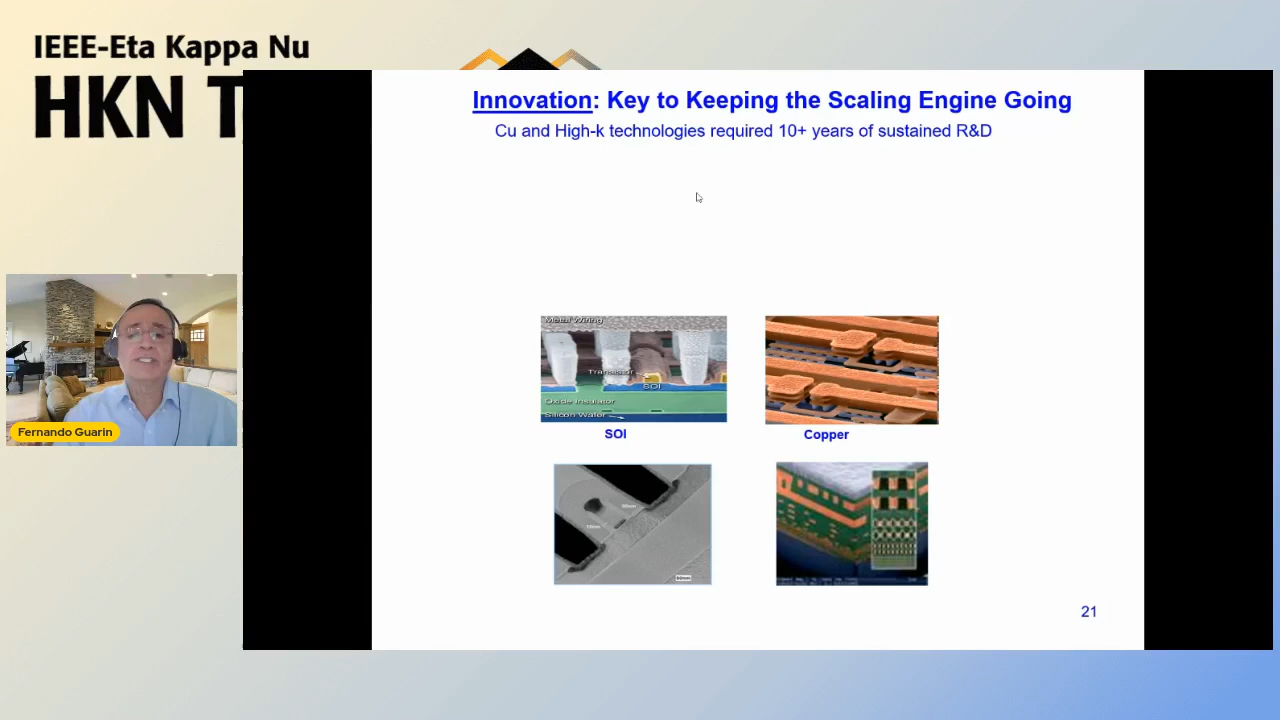 IEEE-Eta Kappa Nu
HKN T
Innovation: Key to Keeping the Scaling Engine Going
Cu and High-k technologies required 10+ years of sustained R&D
Metal Wiring
Transistor
SOI
Oxide Insulator
Silicon Wafer
SOI
Copper
21
Fernando Guarin